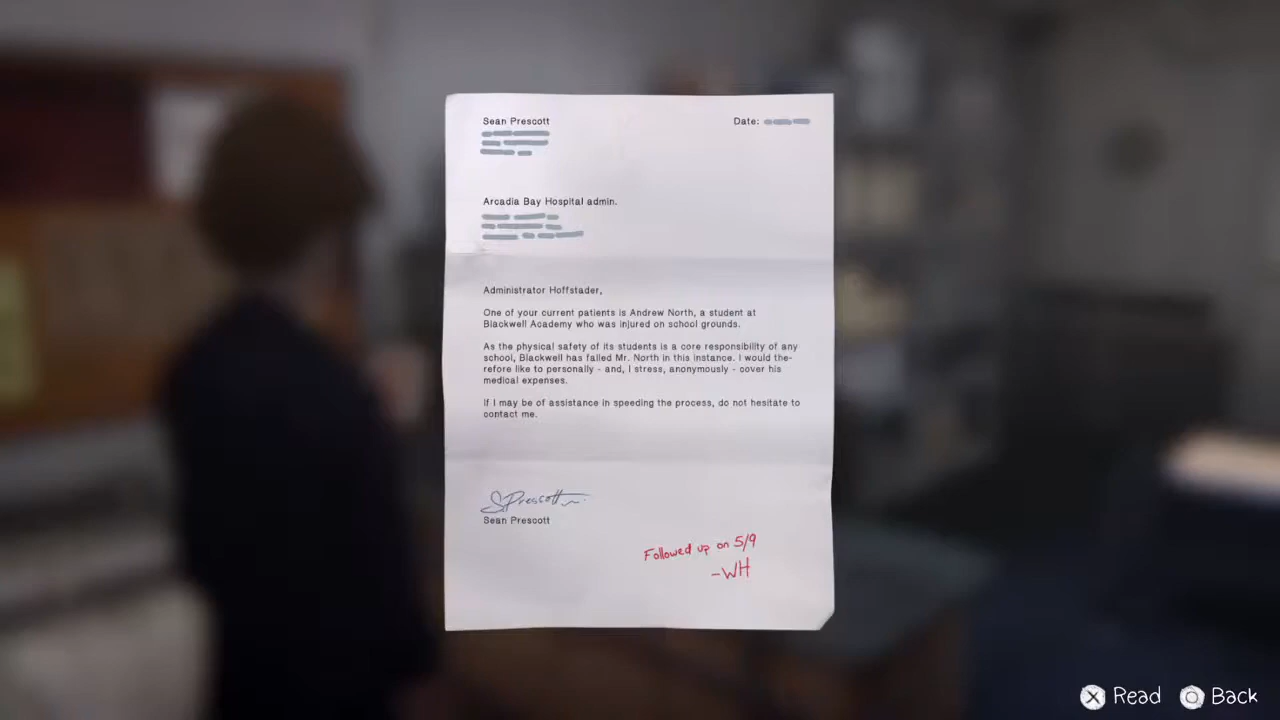 Sean Prescott
Date:
Arcadia Bay Hospital admin.
Administrator Hoffstader,
One of your current patients is Andrew North, a student at
Blackwell Academy who was injured on school grounds.
As the physical safety of its students is a core responsibility of any
school, Blackwell has failed Mr. North in this instance. I would the-
refore like to personally - and, I stress, anonymously - cover his
medical expenses.
If I may be of assistance in speeding the process, do not hesitate to
contact me.
SPrescott
Sean Prescott
Followed up on 5/9
-WH
Read
Back